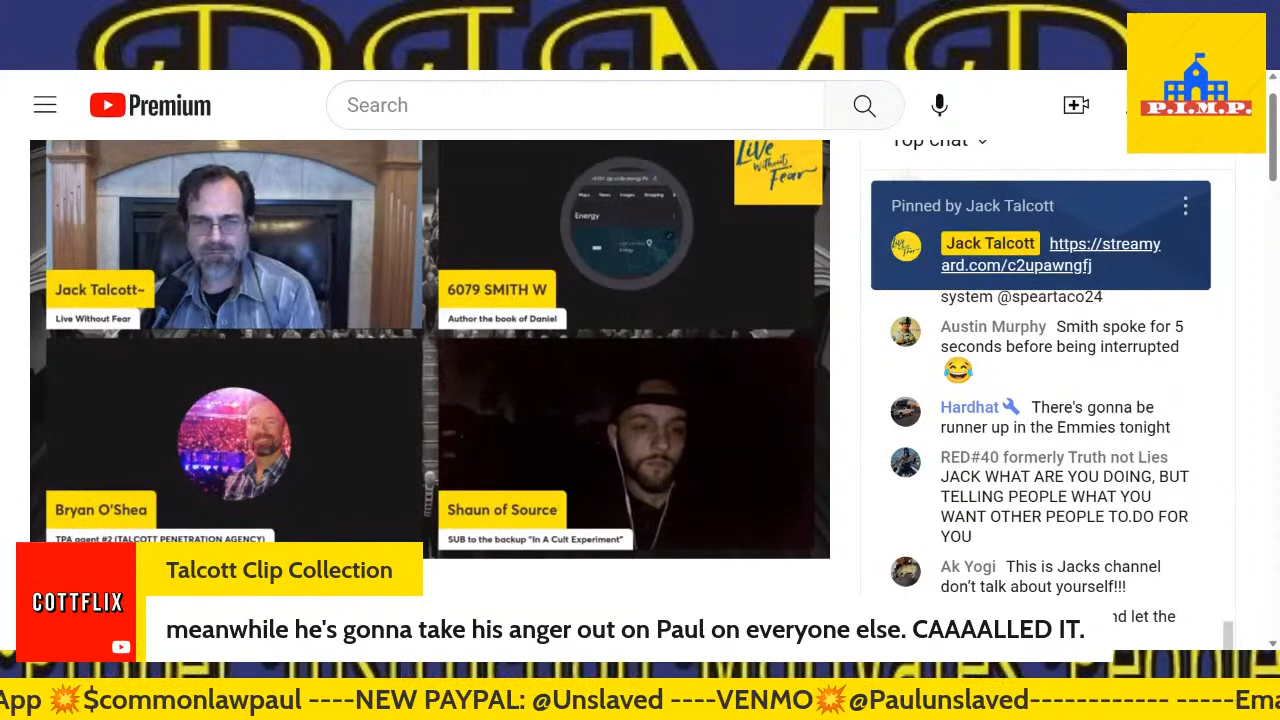 P.I.M.P.
Premium
Search
P.I.M.P.
Top chat
Live
Without
Fear
Maps News Images Shopping
Energy
Pinned by Jack Talcott
Jack Talcott https://streamy
ard.com/c2upawngfj
system @speartaco24
Jack Talcott~
Live Without Fear
6079 SMITH W
Author the book of Daniel
Austin Murphy Smith spoke for 5
seconds before being interrupted
😂
Hardhat There's gonna be
runner up in the Emmies tonight
RED#40 formerly Truth not Lies
JACK WHAT ARE YOU DOING, BUT
TELLING PEOPLE WHAT YOU
WANT OTHER PEOPLE TO.DO FOR
YOU
Bryan O'Shea
TPA agent #2 (TALCOTT PENETRATION AGENCY)
Shaun of Source
SUB to the backup "In A Cult Experiment"
Ak Yogi This is Jacks channel
don't talk about yourself!!!
nd let the
COTTFLIX
Talcott Clip Collection
meanwhile he's gonna take his anger out on Paul on everyone else. CAAAALLED IT.
App 💥$commonlawpaul ----NEW PAYPAL: @Unslaved ----VENMO💥@Paulunslaved------------ -----Ema